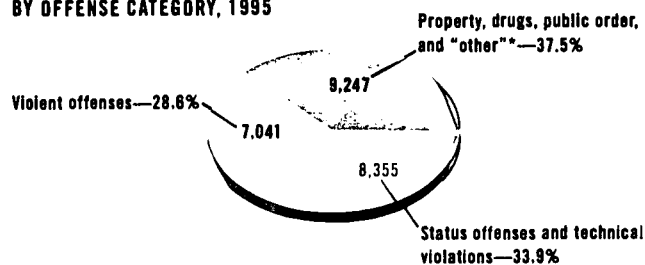 BY OFFENSE CATEGORY, 1995
Property, drugs, public order,
and "other"*—37.5%
9,247
Violent offenses—28.6%
7,041
8,355
Status offenses and technical
violations—33.9%